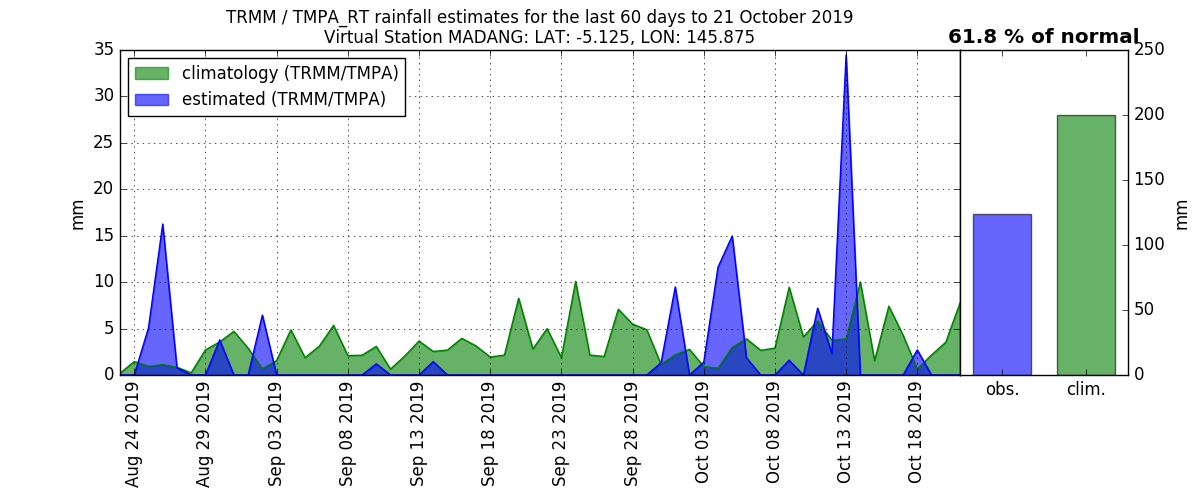 TRMM / TMPA_RT rainfall estimates for the last 60 days to 21 October 2019
Virtual Station MADANG: LAT: -5.125, LON: 145.875
61.8 % of normal
climatology (TRMM/TMPA)
estimated (TRMM/TMPA)
35
30
25
20
15
10
5
0
mm
Aug 24 2019
Aug 29 2019
Sep 03 2019
Sep 08 2019
Sep 13 2019
Sep 18 2019
Sep 23 2019
Sep 28 2019
Oct 03 2019
Oct 08 2019
Oct 13 2019
Oct 18 2019
obs.
clim.
250
200
150
100
50
0
mm